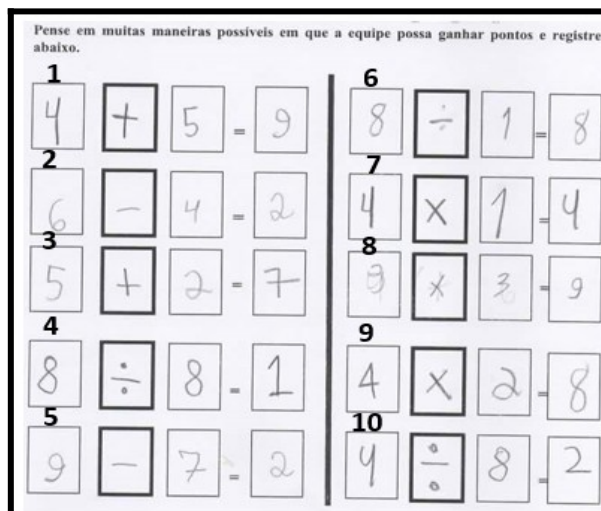 Pense em muitas maneiras possíveis em que a equipe possa ganhar pontos e registre
abaixo.
1
4 + 5 = 9
2
6 - 4 = 2
3
5 + 2 = 7
4
8 ÷ 8 = 1
5
9 - 7 = 2
6
8 ÷ 1 = 8
7
4 x 1 = 4
8
x 3 = 9
9
4 x 2 = 8
10
4 ÷ 8 = 2